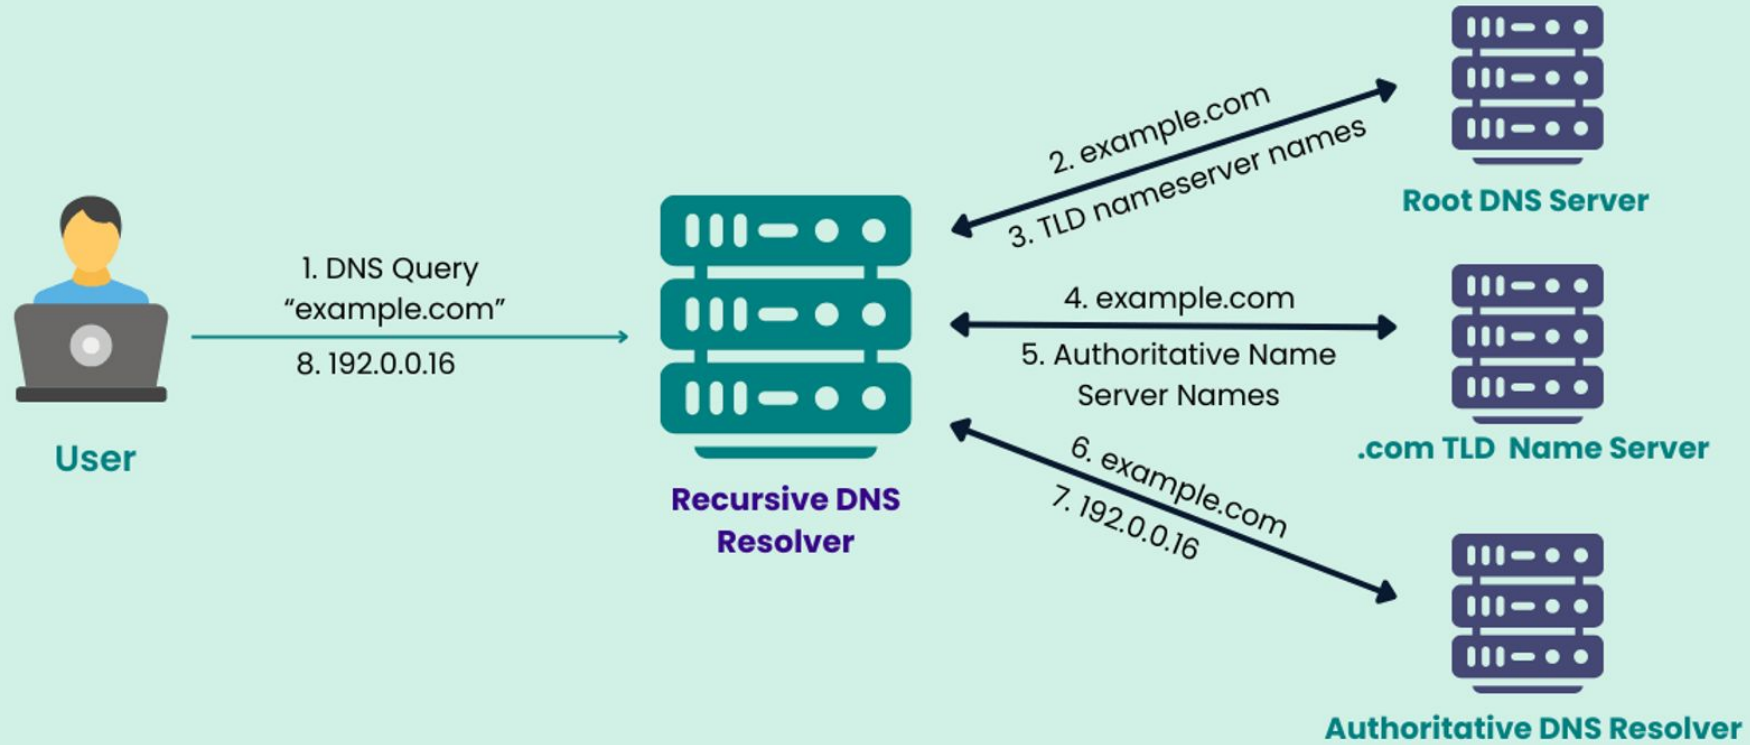 1. DNS Query
“example.com”
8. 192.0.0.16
User
Recursive DNS
Resolver
2. example.com
3. TLD nameserver names
Root DNS Server
4. example.com
5. Authoritative Name
Server Names
.com TLD  Name Server
6. example.com
7. 192.0.0.16
Authoritative DNS Resolver